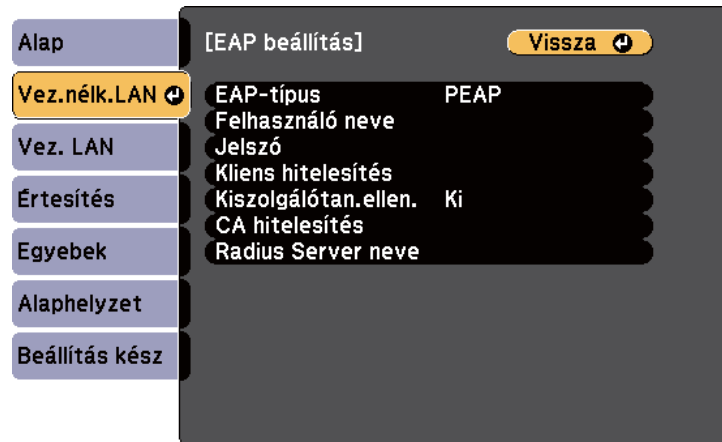 Alap
Vez.nélk.LAN
Vez. LAN
Értesítés
Egyebek
Alaphelyzet
Beállítás kész
[EAP beállítás]
Vissza
EAP-típus PEAP
Felhasználó neve
Jelszó
Kliens hitelesítés
Kiszolgálótan.ellen. Ki
CA hitelesítés
Radius Server neve